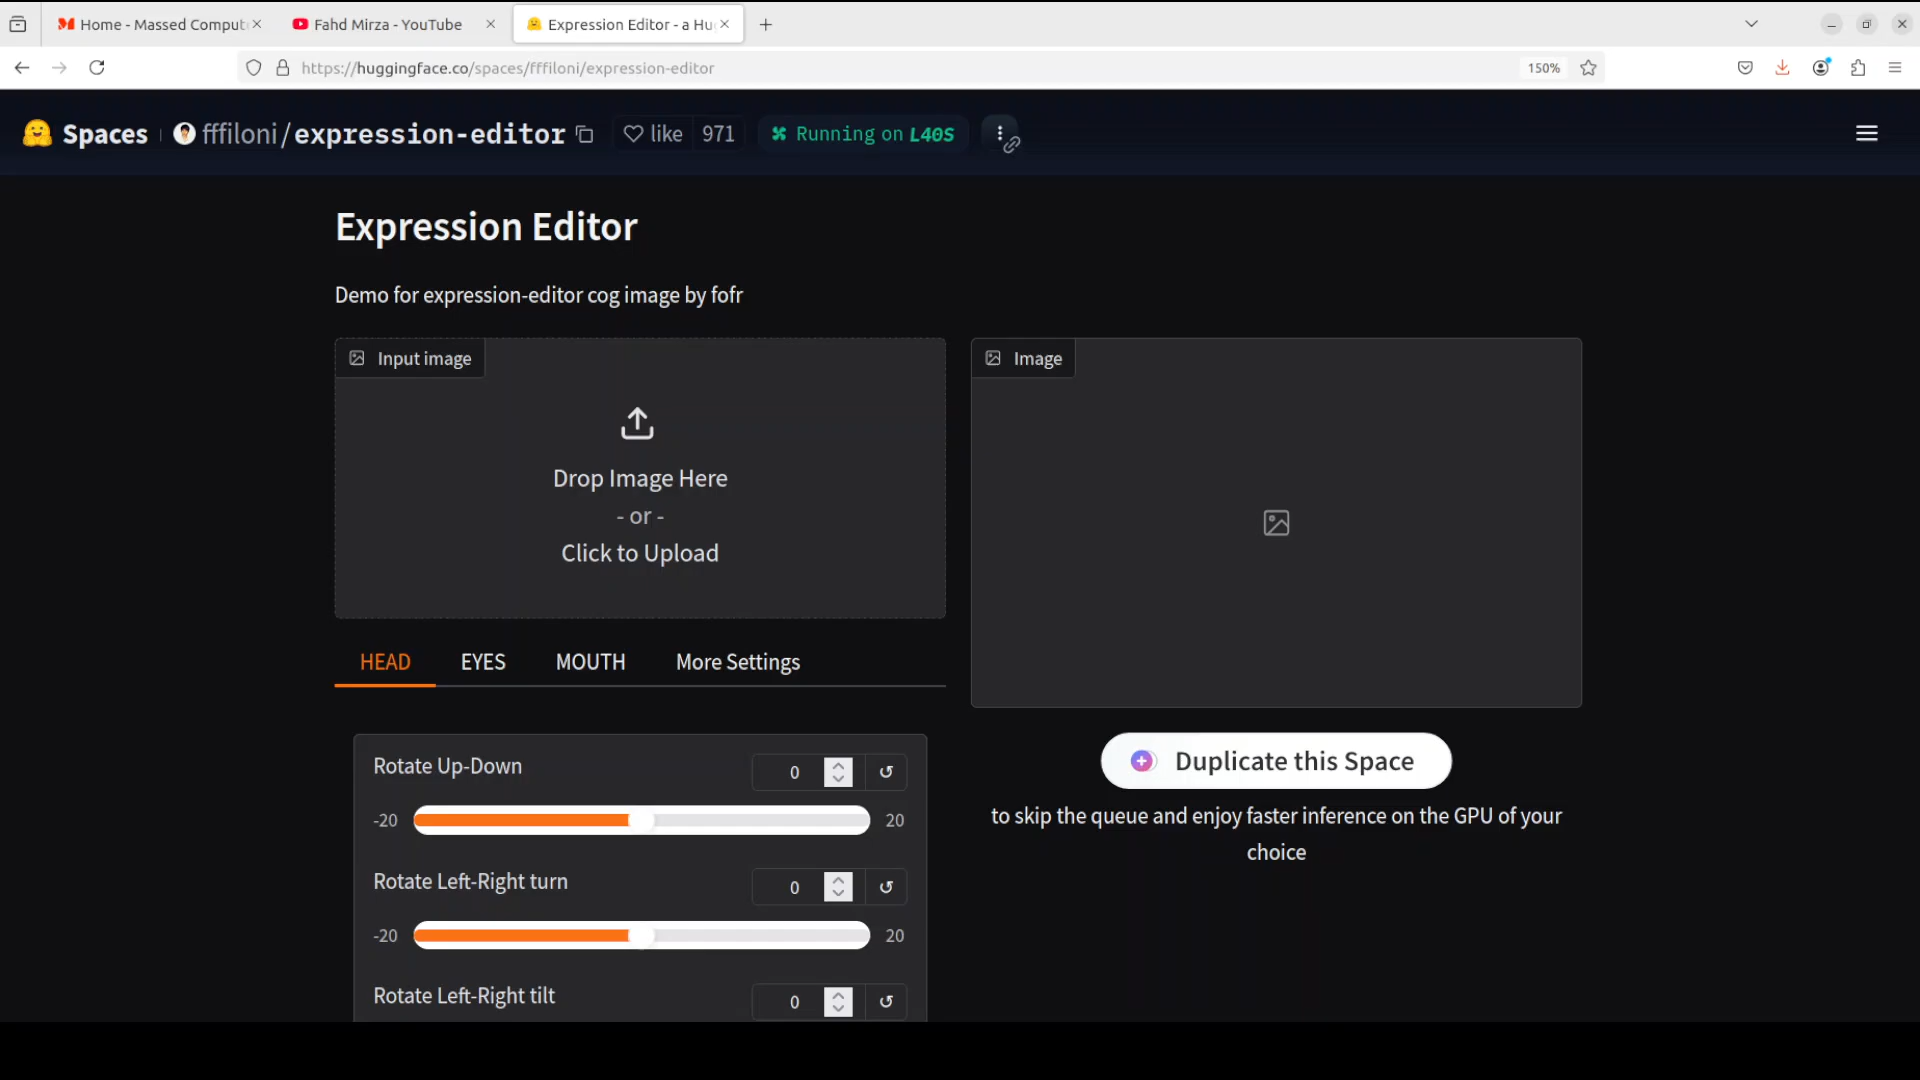 Home - Massed Comput
Fahd Mirza - YouTube
Expression Editor - a Hu
https://huggingface.co/spaces/fffiloni/expression-editor
150%
Spaces
fffiloni/expression-editor
like
971
Running on L40S
Expression Editor
Demo for expression-editor cog image by fofr
Input image
Image
Drop Image Here
- or -
Click to Upload
HEAD
EYES
MOUTH
More Settings
Rotate Up-Down
0
-20
20
Rotate Left-Right turn
0
-20
20
Rotate Left-Right tilt
0
Duplicate this Space
to skip the queue and enjoy faster inference on the GPU of your
choice